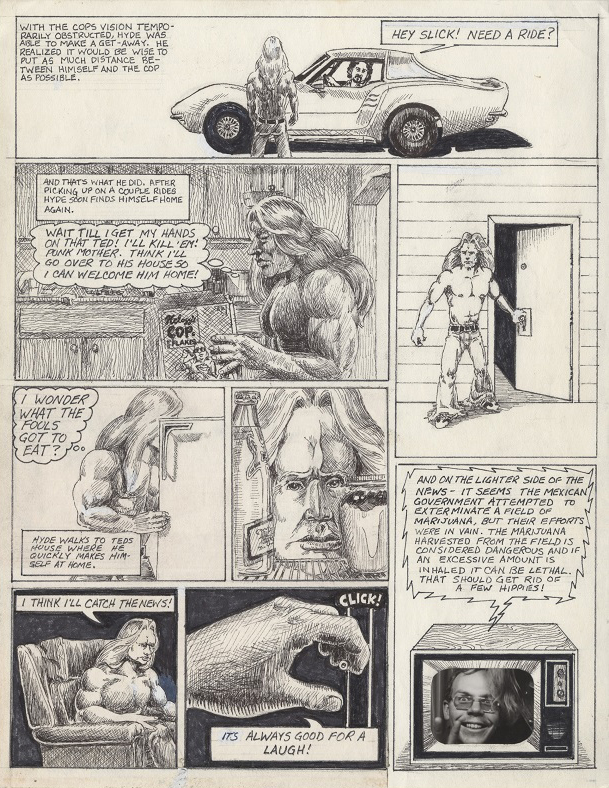 WITH THE COPS VISION TEMPO-
RARILY OBSTRUCTED, HYDE WAS
ABLE TO MAKE A GET-AWAY. HE
REALIZED IT WOULD BE WISE TO
PUT AS MUCH DISTANCE BE-
TWEEN HIMSELF AND THE COP
AS POSSIBLE.
HEY SLICK! NEED A RIDE?
AND THAT'S WHAT HE DID. AFTER
PICKING UP ON A COUPLE RIDES
HYDE SOON FINDS HIMSELF HOME
AGAIN.
WAIT TILL I GET MY HANDS
ON THAT TED! I'LL KILL 'EM!
PUNK MOTHER. THINK I'LL
GO OVER TO HIS HOUSE SO
I CAN WELCOME HIM HOME!
COP
FLAKES
I WONDER
WHAT THE
FOOLS
GOT TO
EAT?
HYDE WALKS TO TEDS
HOUSE WHERE HE
QUICKLY MAKES HIM-
SELF AT HOME.
AND ON THE LIGHTER SIDE OF THE
NEWS- IT SEEMS THE MEXICAN
GOVERNMENT ATTEMPTED TO
EXTERMINATE A FIELD OF
MARIJUANA, BUT THEIR EFFORTS
WERE IN VAIN. THE MARIJUANA
HARVESTED FROM THE FIELD IS
CONSIDERED DANGEROUS AND IF
AN EXCESSIVE AMOUNT IS
INHALED IT CAN BE LETHAL.
THAT SHOULD GET RID OF
A FEW HIPPIES!
I THINK I'LL CATCH THE NEWS!
CLICK!
ITS ALWAYS GOOD FOR A
LAUGH!